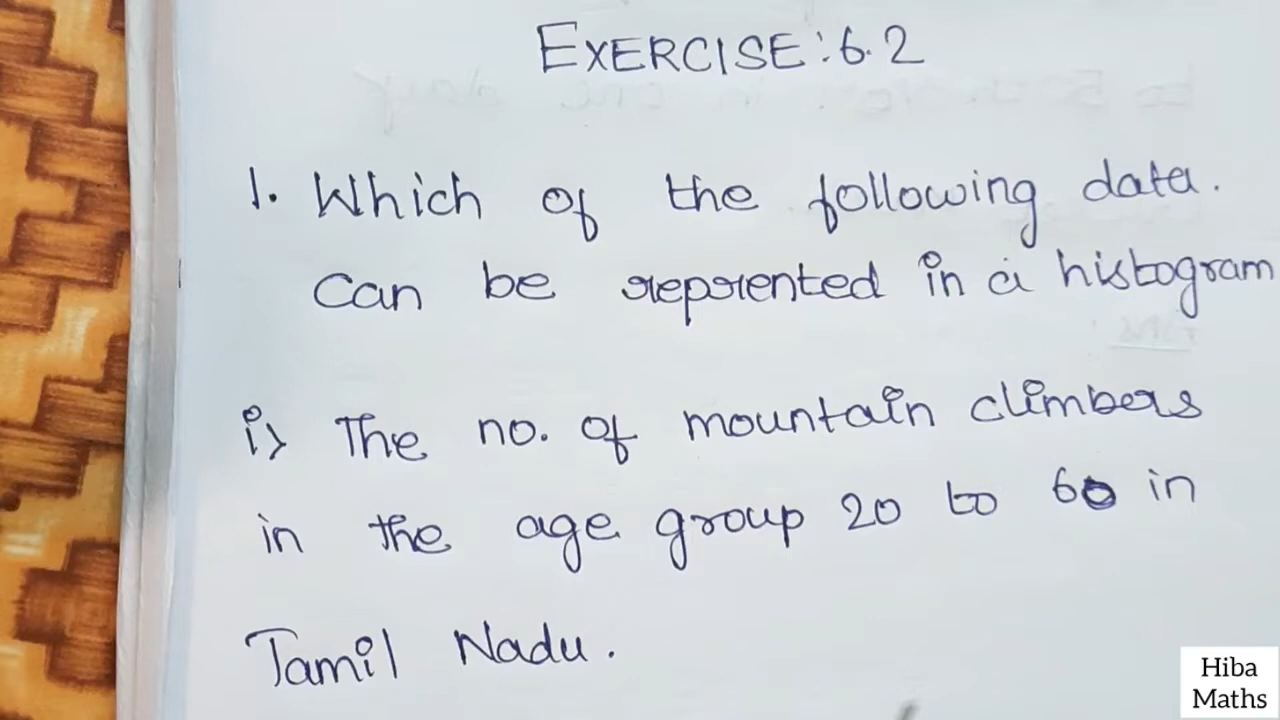 EXERCISE:6.2
1. Which of the following data.
can be reprented in a histogram
i> The no. of mountain climbers
in the age group 20 to 60 in
Tamil Nadu.
Hiba
Maths